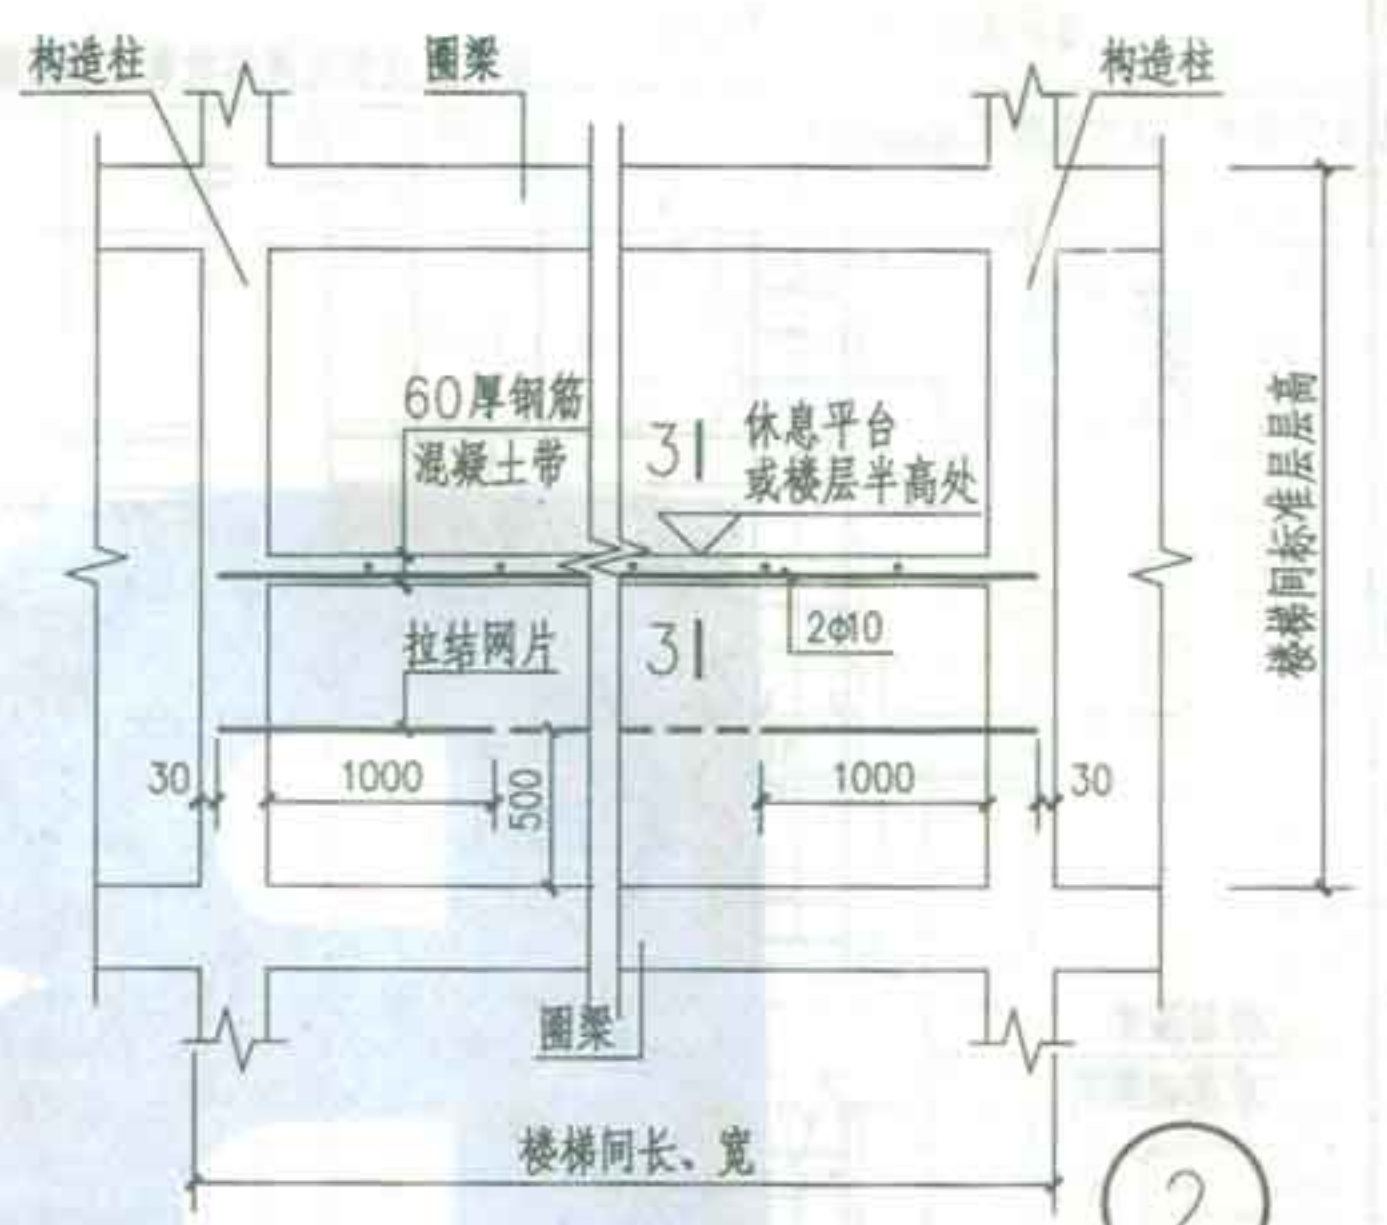 构造柱
圈梁
构造柱
60厚钢筋
混凝土带
31
休息平台
或楼层半高处
楼梯间标准层层高
拉结网片
31
2ф10
30
1000
500
1000
30
圈梁
楼梯间长、宽
2